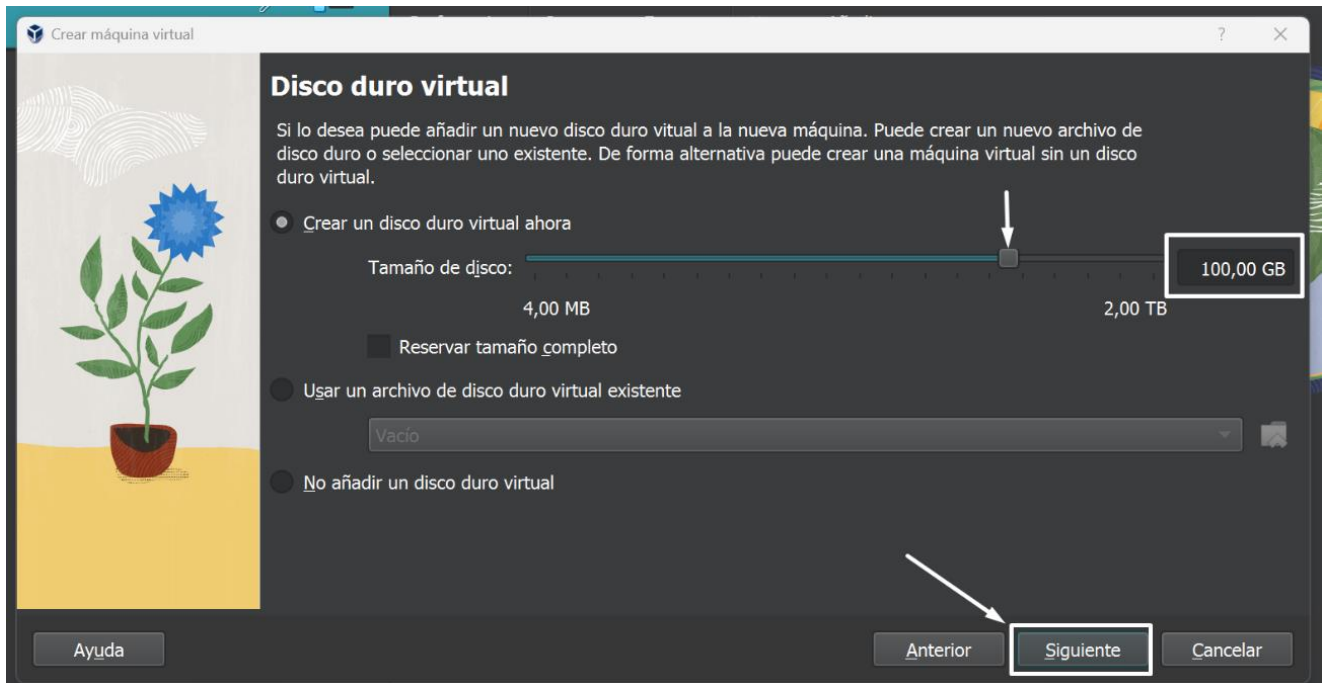 Crear máquina virtual
?
Disco duro virtual
Si lo desea puede añadir un nuevo disco duro vitual a la nueva máquina. Puede crear un nuevo archivo de
disco duro o seleccionar uno existente. De forma alternativa puede crear una máquina virtual sin un disco
duro virtual.
Crear un disco duro virtual ahora
Tamaño de disco:
100,00 GB
4,00 MB
2,00 TB
Reservar tamaño completo
Usar un archivo de disco duro virtual existente
Vacío
No añadir un disco duro virtual
Ayuda
Anterior
Siguiente
Cancelar